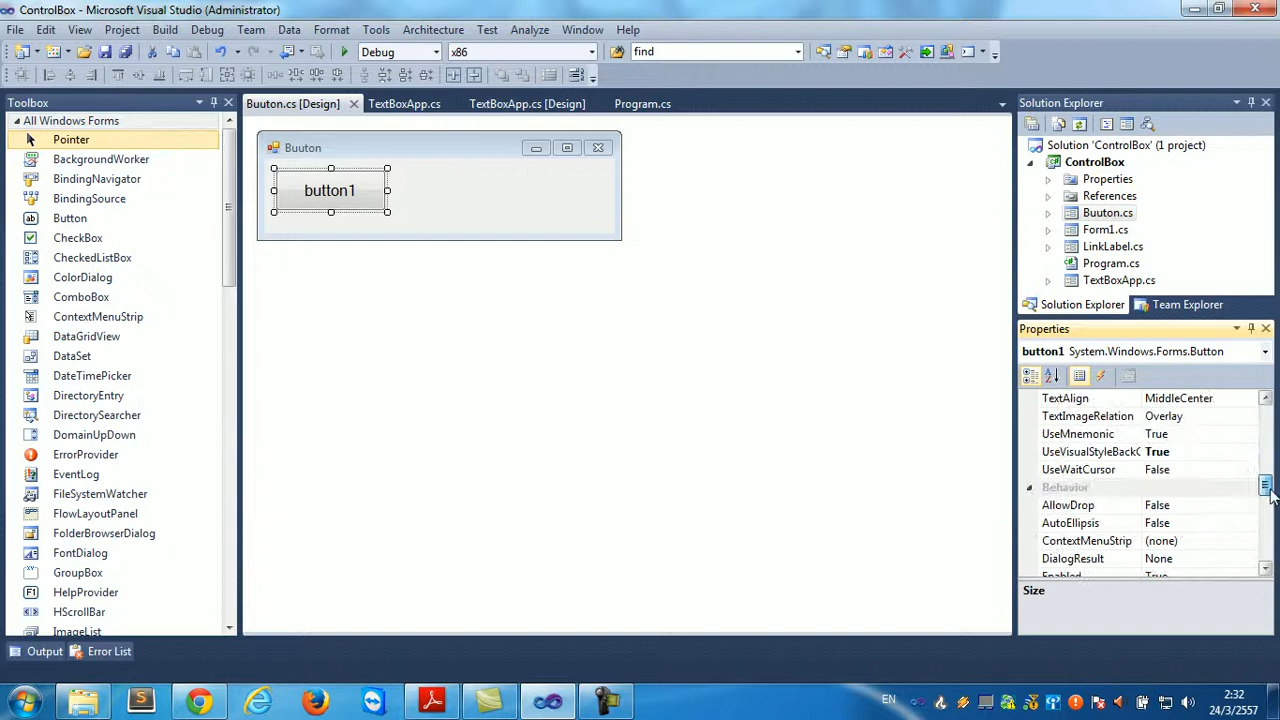 ControlBox - Microsoft Visual Studio (Administrator)
File Edit View Project Build Debug Team Data Format Tools Architecture Test Analyze Window Help
Debug x86 find
Toolbox
All Windows Forms
Pointer
BackgroundWorker
BindingNavigator
BindingSource
Button
CheckBox
CheckedListBox
ColorDialog
ComboBox
ContextMenuStrip
DataGridView
DataSet
DateTimePicker
DirectoryEntry
DirectorySearcher
DomainUpDown
ErrorProvider
EventLog
FileSystemWatcher
FlowLayoutPanel
FolderBrowserDialog
FontDialog
GroupBox
HelpProvider
HScrollBar
ImageList
Buuton.cs [Design] TextBoxApp.cs TextBoxApp.cs [Design] Program.cs
Buuton
button1
Solution Explorer
Solution 'ControlBox' (1 project)
ControlBox
Properties
References
Buuton.cs
Form1.cs
LinkLabel.cs
Program.cs
TextBoxApp.cs
Solution Explorer Team Explorer
Properties
button1 System.Windows.Forms.Button
TextAlign MiddleCenter
TextImageRelation Overlay
UseMnemonic True
UseVisualStyleBackC True
UseWaitCursor False
Behavior
AllowDrop False
AutoEllipsis False
ContextMenuStrip (none)
DialogResult None
Enabled True
Size
Output Error List
EN
2:32
24/3/2557